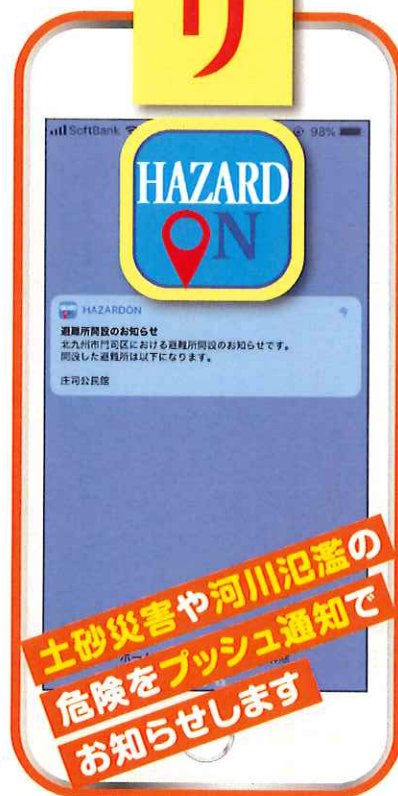 リ
SoftBank
98%
HAZARD
ON
HAZARDON
避難所開設のお知らせ
北九州市門司区における避難所開設のお知らせです。
開設した避難所は以下になります。
庄司公民館
土砂災害や河川氾濫の
危険をプッシュ通知で
お知らせします